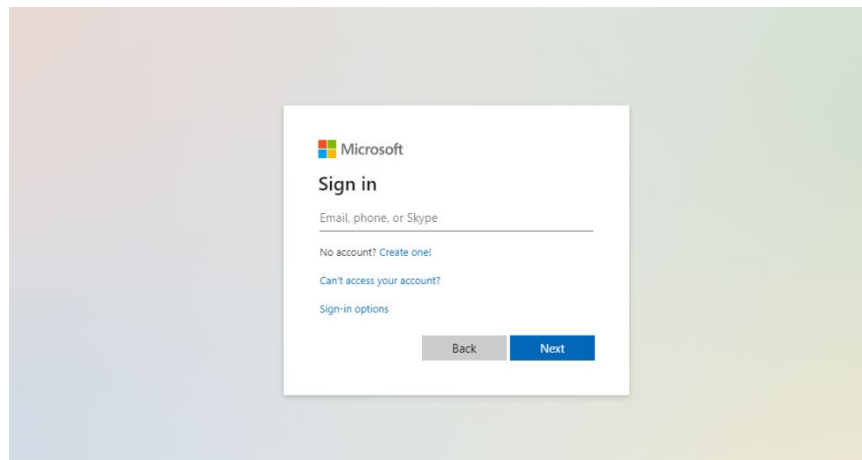 Microsoft
Sign in
Email, phone, or Skype
No account? Create one!
Can't access your account?
Sign-in options
Back Next